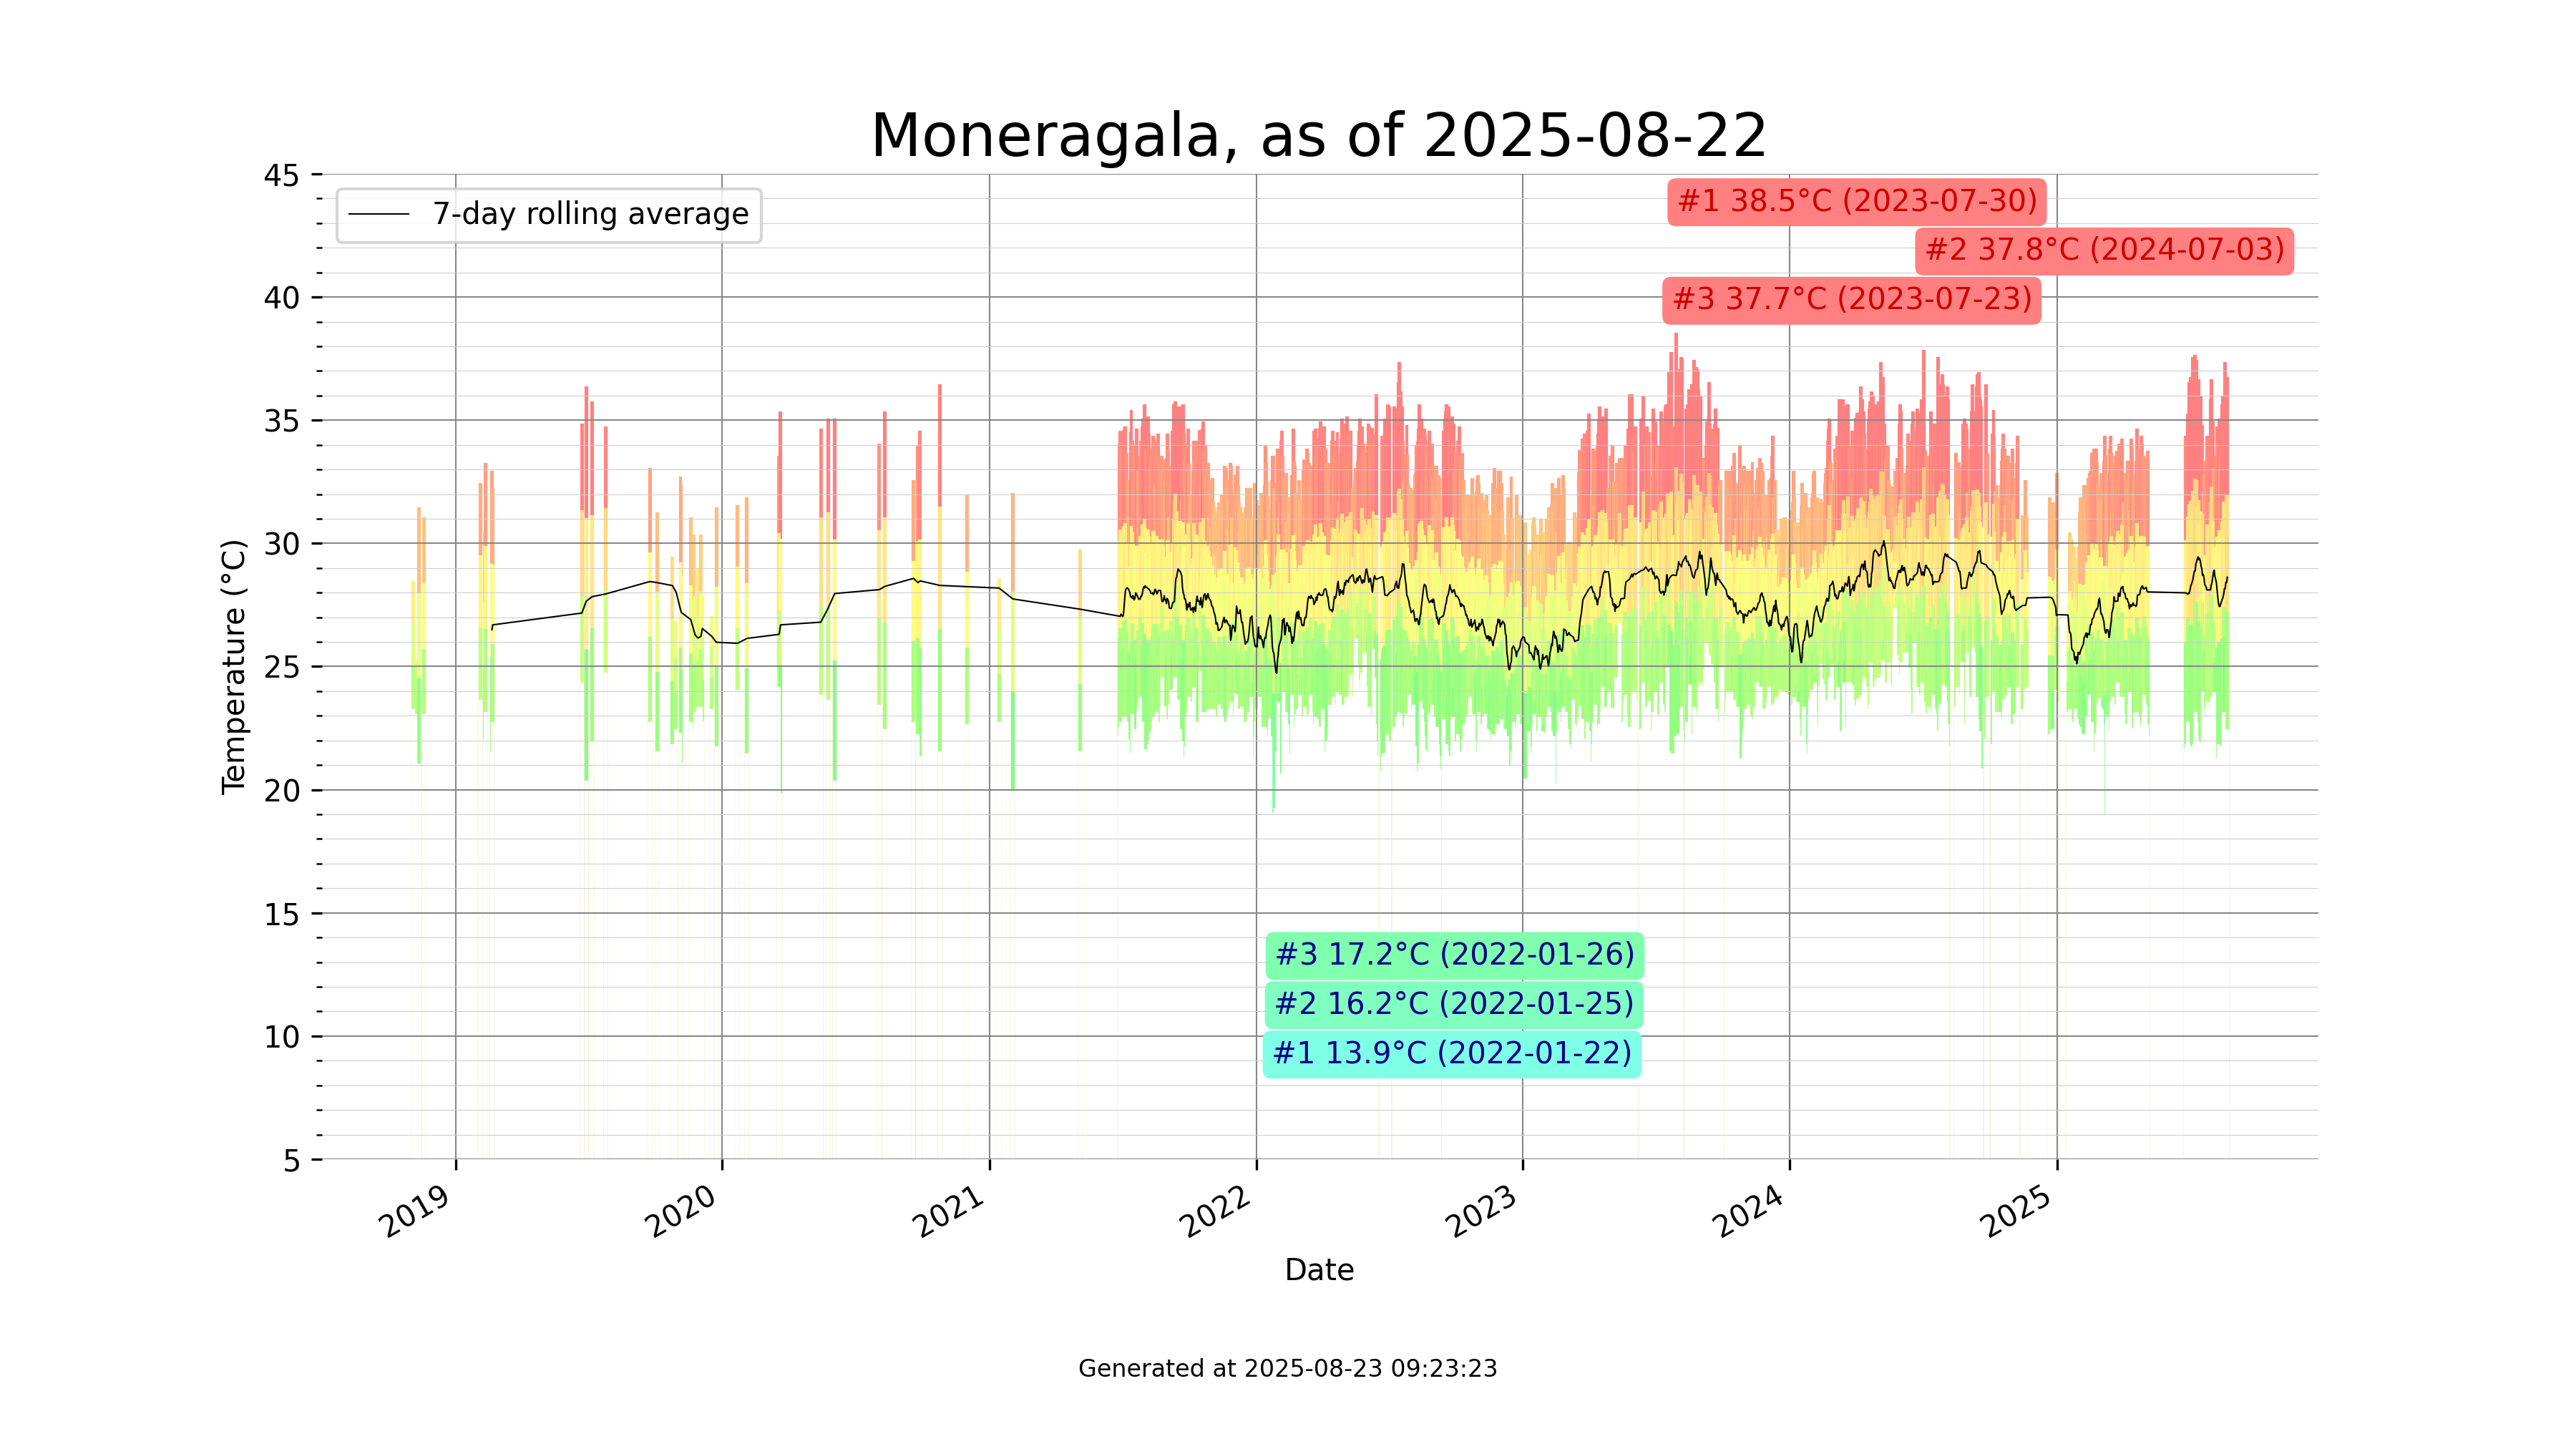 Moneragala, as of 2025-08-22
7-day rolling average
#1 38.5°C (2023-07-30)
#2 37.8°C (2024-07-03)
#3 37.7°C (2023-07-23)
45
40
35
30
25
20
15
10
5
Temperature (°C)
#3 17.2°C (2022-01-26)
#2 16.2°C (2022-01-25)
#1 13.9°C (2022-01-22)
2019 2020 2021 2022 2023 2024 2025
Date
Generated at 2025-08-23 09:23:23